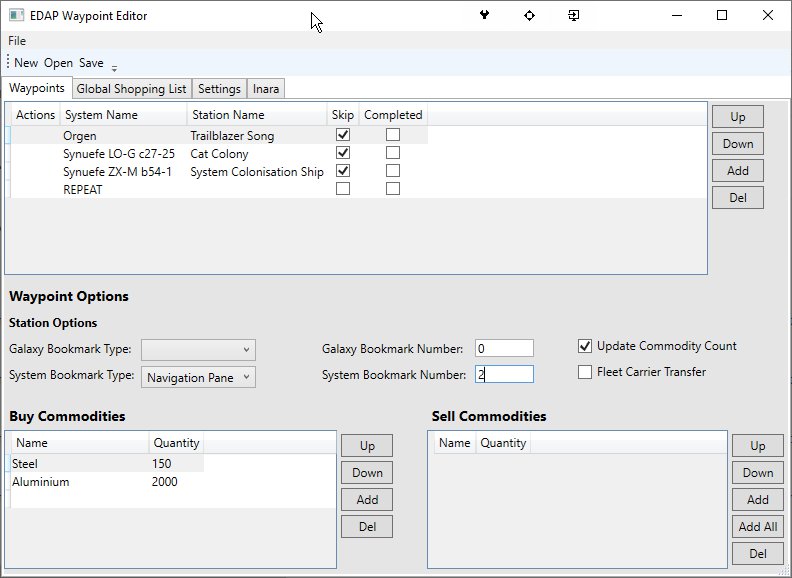 EDAP Waypoint Editor
File
New Open Save
Waypoints Global Shopping List Settings Inara
Actions System Name Station Name Skip Completed
Orgen Trailblazer Song
Synuefe LO-G c27-25 Cat Colony
Synuefe ZX-M b54-1 System Colonisation Ship
REPEAT
Up
Down
Add
Del
Waypoint Options
Station Options
Galaxy Bookmark Type: Galaxy Bookmark Number: 0 Update Commodity Count
System Bookmark Type: Navigation Pane System Bookmark Number: 2 Fleet Carrier Transfer
Buy Commodities
Name Quantity
Steel 150
Aluminium 2000
Up
Down
Add
Del
Sell Commodities
Name Quantity
Up
Down
Add
Add All
Del